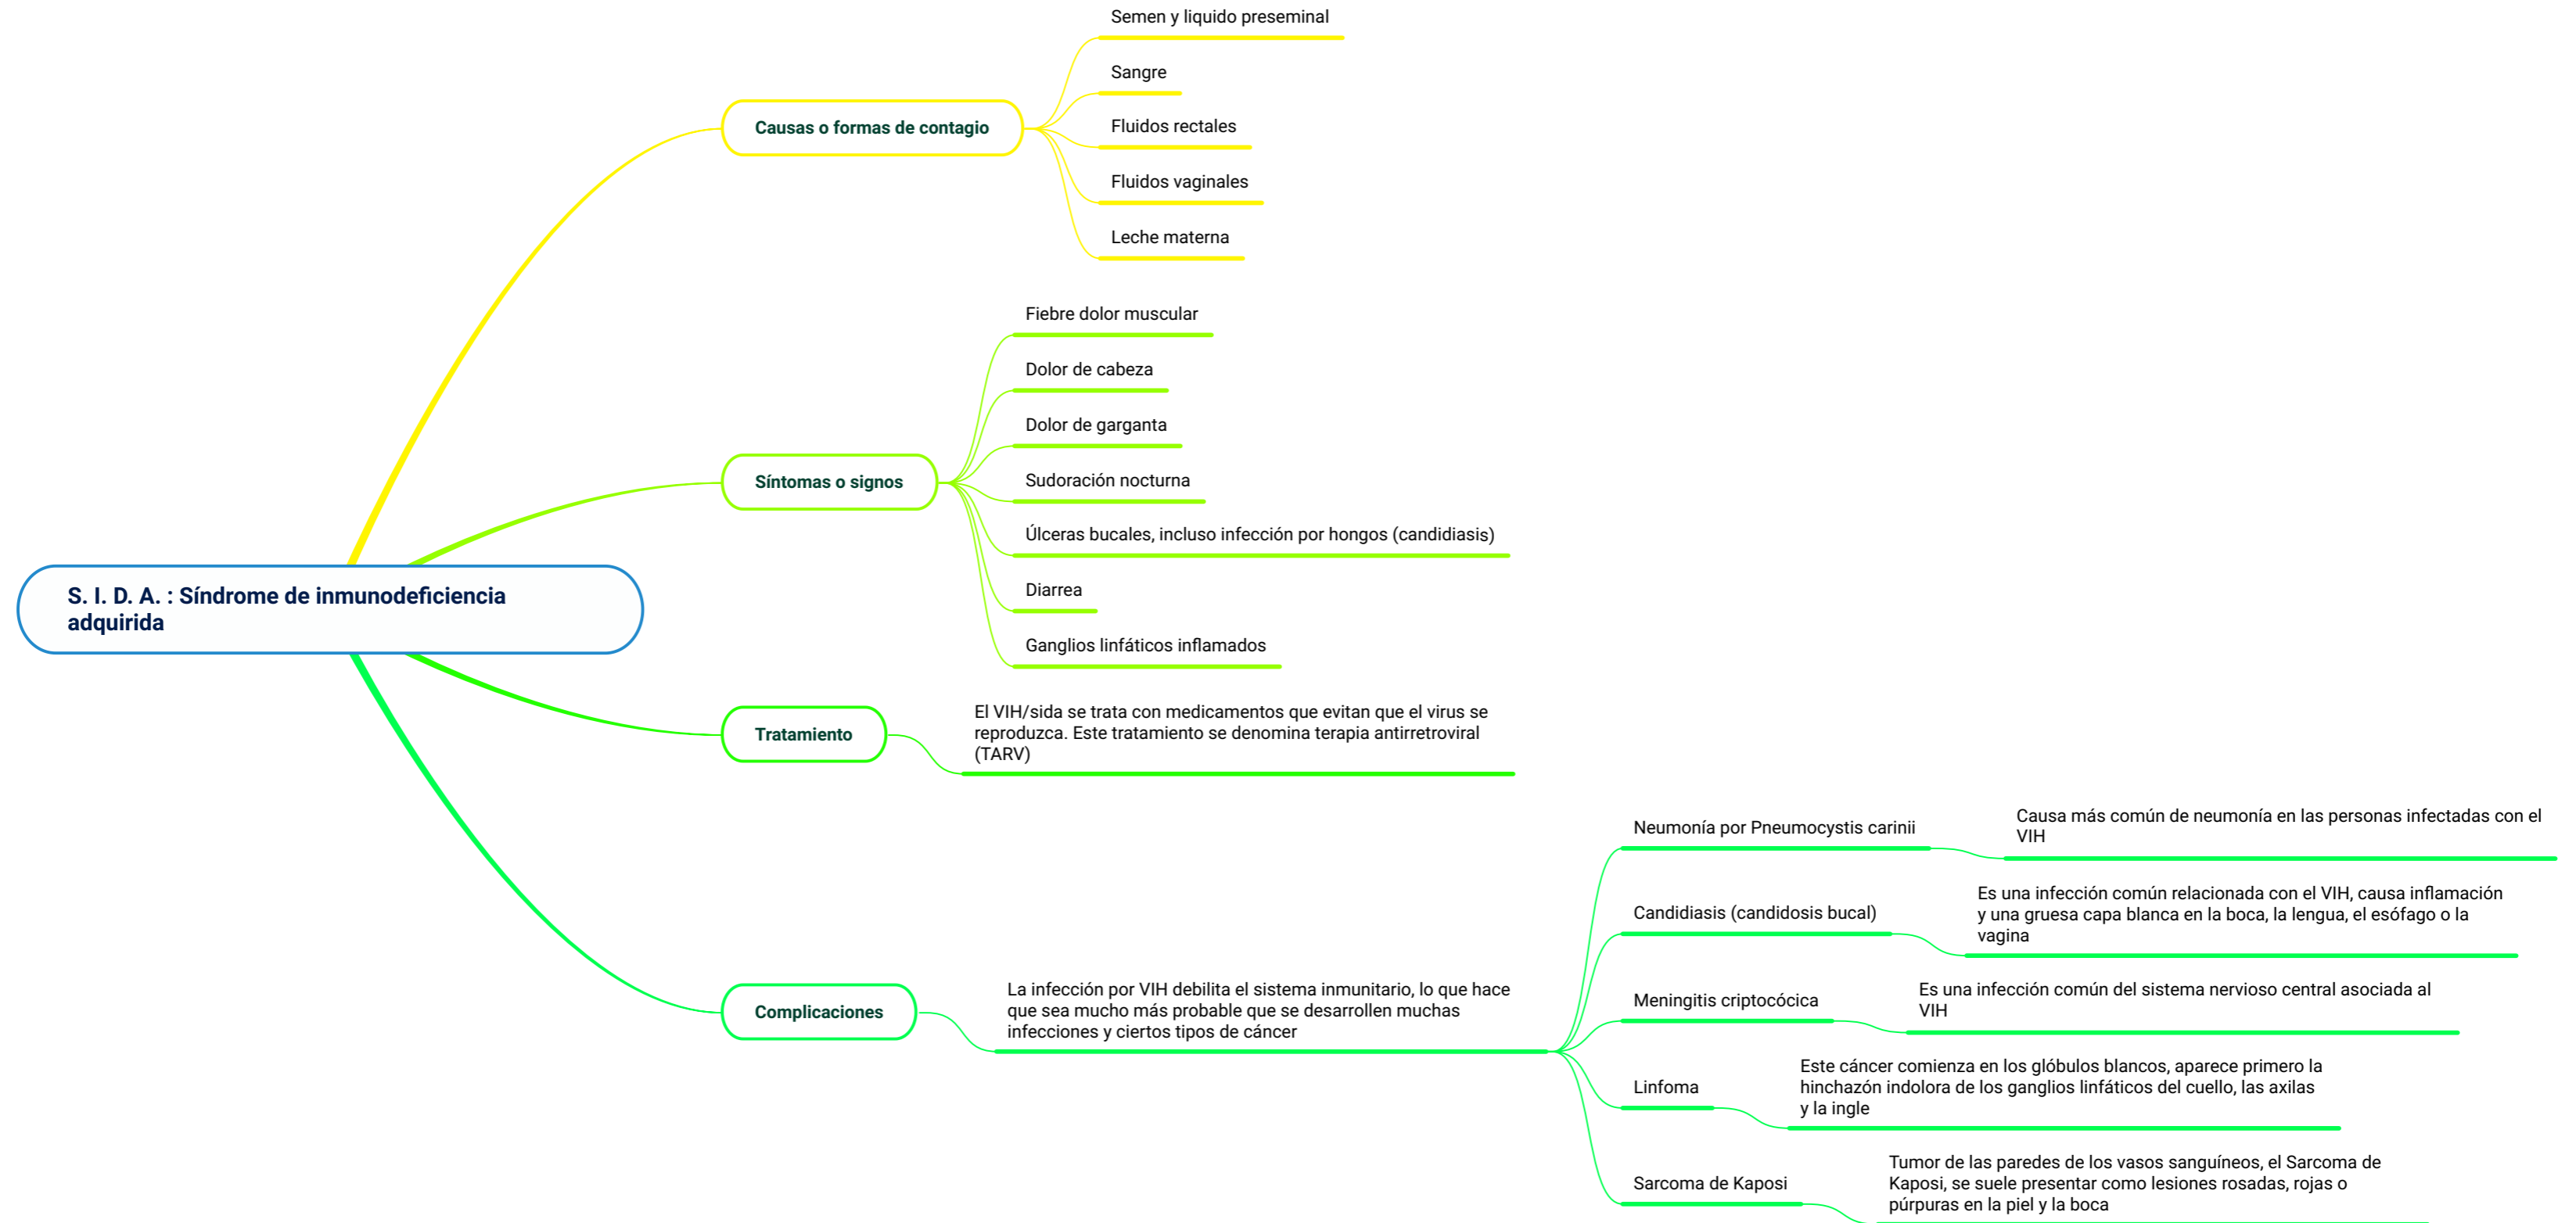 Semen y liquido preseminal
Sangre
Causas o formas de contagio
Fluidos rectales
Fluidos vaginales
Leche materna
Fiebre dolor muscular
Dolor de cabeza
Dolor de garganta
Síntomas o signos
Sudoración nocturna
Úlceras bucales, incluso infección por hongos (candidiasis)
Diarrea
Ganglios linfáticos inflamados
S. I. D. A. : Síndrome de inmunodeficiencia
adquirida
Tratamiento
El VIH/sida se trata con medicamentos que evitan que el virus se
reproduzca. Este tratamiento se denomina terapia antirretroviral
(TARV)
Complicaciones
La infección por VIH debilita el sistema inmunitario, lo que hace
que sea mucho más probable que se desarrollen muchas
infecciones y ciertos tipos de cáncer
Neumonía por Pneumocystis carinii
Causa más común de neumonía en las personas infectadas con el
VIH
Candidiasis (candidosis bucal)
Es una infección común relacionada con el VIH, causa inflamación
y una gruesa capa blanca en la boca, la lengua, el esófago o la
vagina
Meningitis criptocócica
Es una infección común del sistema nervioso central asociada al
VIH
Linfoma
Este cáncer comienza en los glóbulos blancos, aparece primero la
hinchazón indolora de los ganglios linfáticos del cuello, las axilas
y la ingle
Sarcoma de Kaposi
Tumor de las paredes de los vasos sanguíneos, el Sarcoma de
Kaposi, se suele presentar como lesiones rosadas, rojas o
púrpuras en la piel y la boca